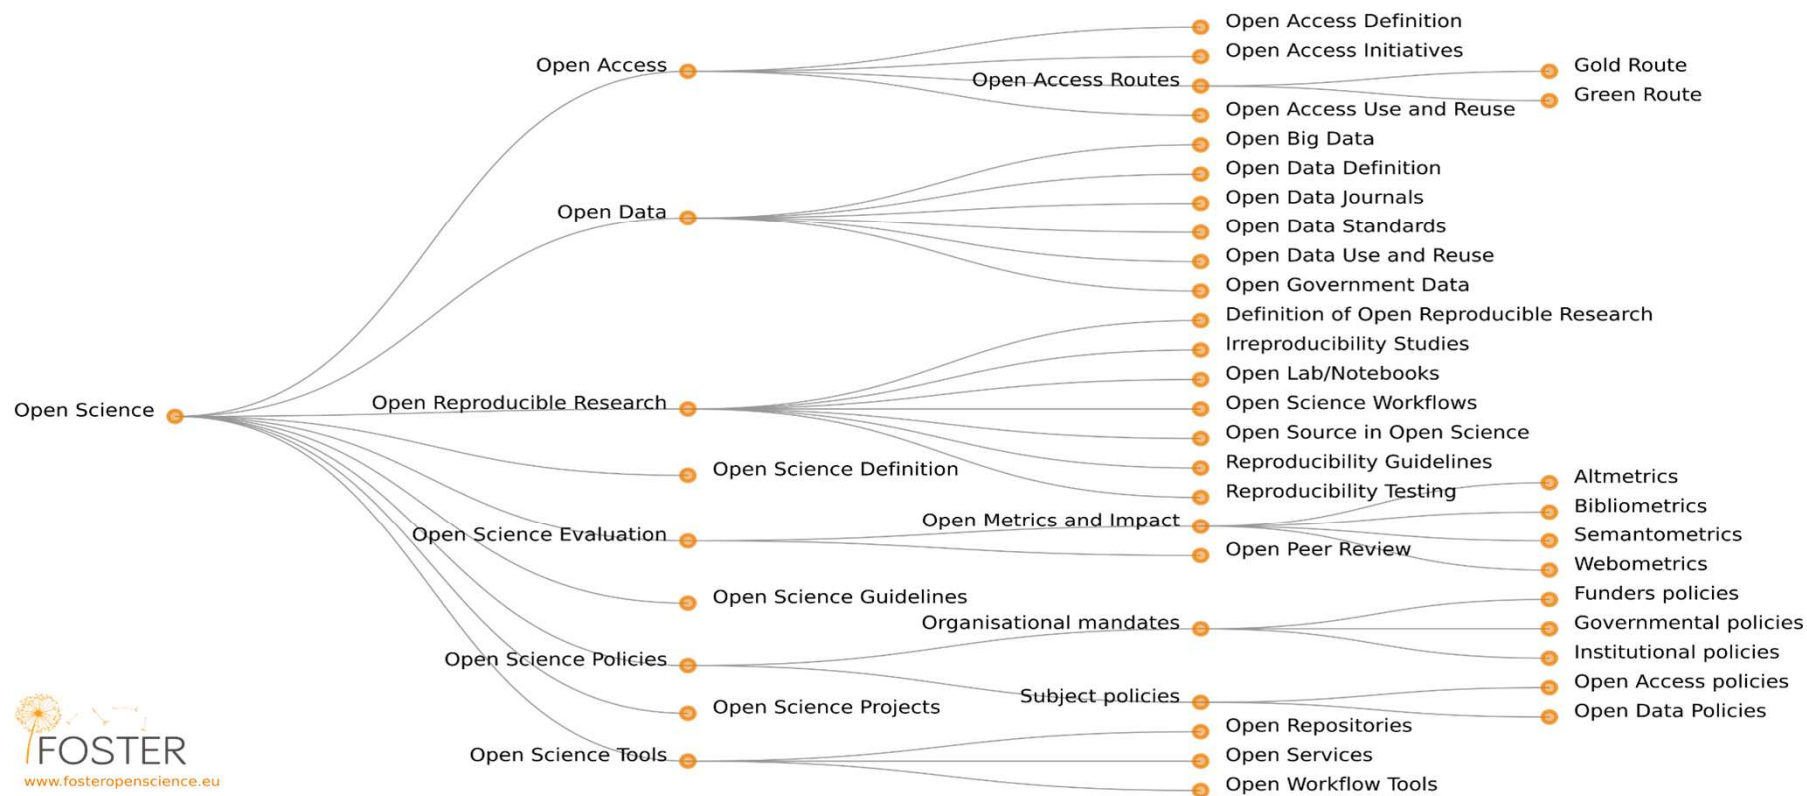 Open Access Definition
Open Access Initiatives
Open Access
Open Access Routes
Gold Route
Green Route
Open Access Use and Reuse
Open Big Data
Open Data Definition
Open Data Journals
Open Data
Open Data Standards
Open Data Use and Reuse
Open Government Data
Definition of Open Reproducible Research
Irreproducibility Studies
Open Lab/Notebooks
Open Science
Open Reproducible Research
Open Science Workflows
Open Source in Open Science
Reproducibility Guidelines
Open Science Definition
Reproducibility Testing
Altmetrics
Bibliometrics
Open Science Evaluation
Open Metrics and Impact
Semantometrics
Open Peer Review
Webometrics
Funders policies
Open Science Guidelines
Organisational mandates
Governmental policies
Institutional policies
Open Science Policies
Subject policies
Open Access policies
Open Data Policies
Open Science Projects
Open Repositories
Open Science Tools
Open Services
Open Workflow Tools
FOSTER
www.fosteropenscience.eu